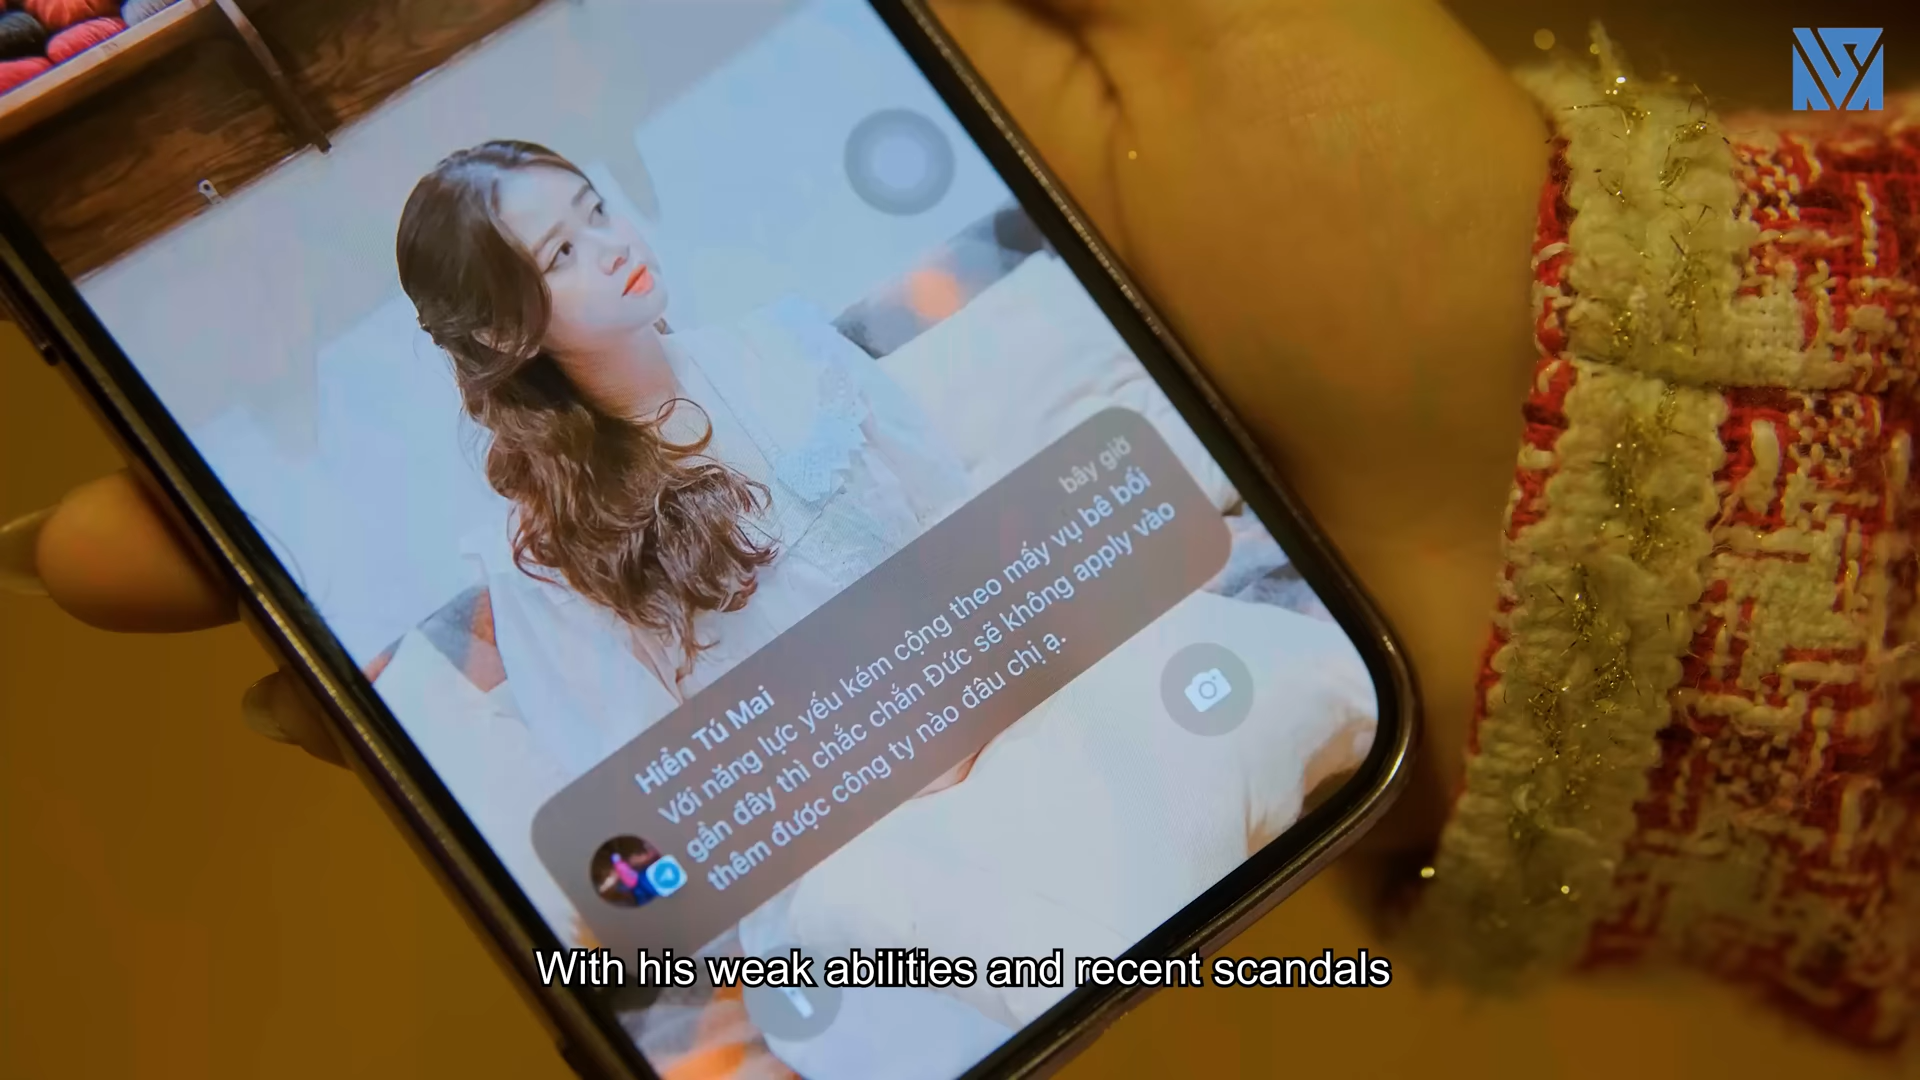 bây giờ
Hiền Tú Mai
Với năng lực yếu kém cộng theo mấy vụ bê bối
gần đây thì chắc chắn Đức sẽ không apply vào
thêm được công ty nào đâu chị ạ.
With his weak abilities and recent scandals